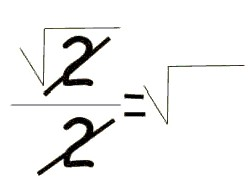 √2
2
= √